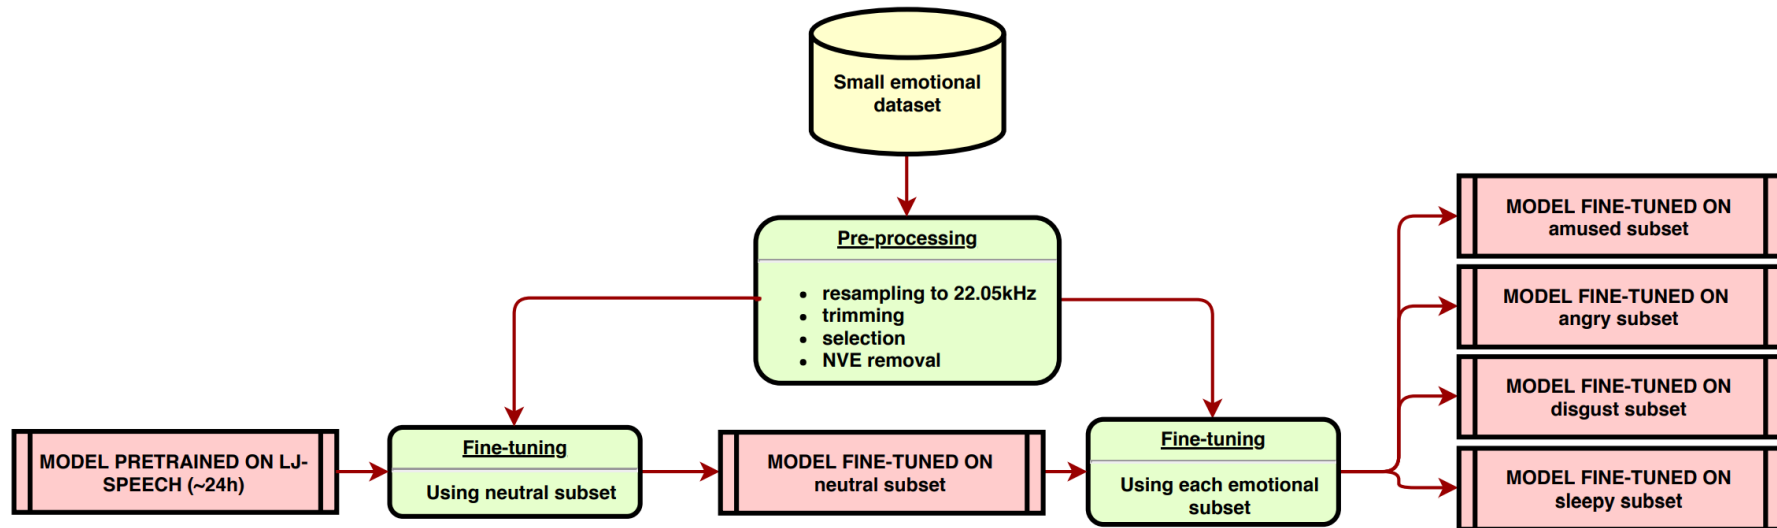 Small emotional
dataset
Pre-processing
• resampling to 22.05kHz
• trimming
• selection
• NVE removal
MODEL PRETRAINED ON LJ-
SPEECH (~24h)
Fine-tuning
Using neutral subset
MODEL FINE-TUNED ON
neutral subset
Fine-tuning
Using each emotional
subset
MODEL FINE-TUNED ON
amused subset
MODEL FINE-TUNED ON
angry subset
MODEL FINE-TUNED ON
disgust subset
MODEL FINE-TUNED ON
sleepy subset